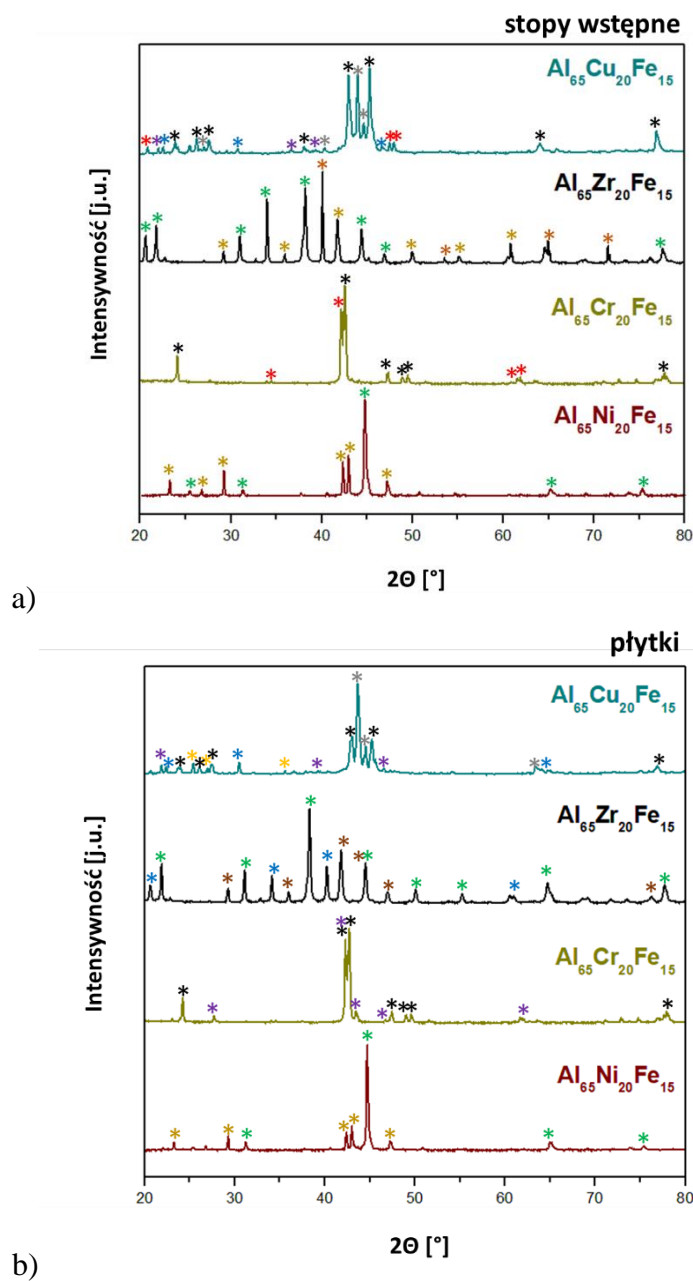 stopy wstępne
Al65Cu20Fe15
Al65Zr20Fe15
Al65Cr20Fe15
Al65Ni20Fe15
Intensywność [j.u.]
20 30 40 50 60 70 80
2Θ [°]
a)
płytki
Al65Cu20Fe15
Al65Zr20Fe15
Al65Cr20Fe15
Al65Ni20Fe15
Intensywność [j.u.]
20 30 40 50 60 70 80
2Θ [°]
b)